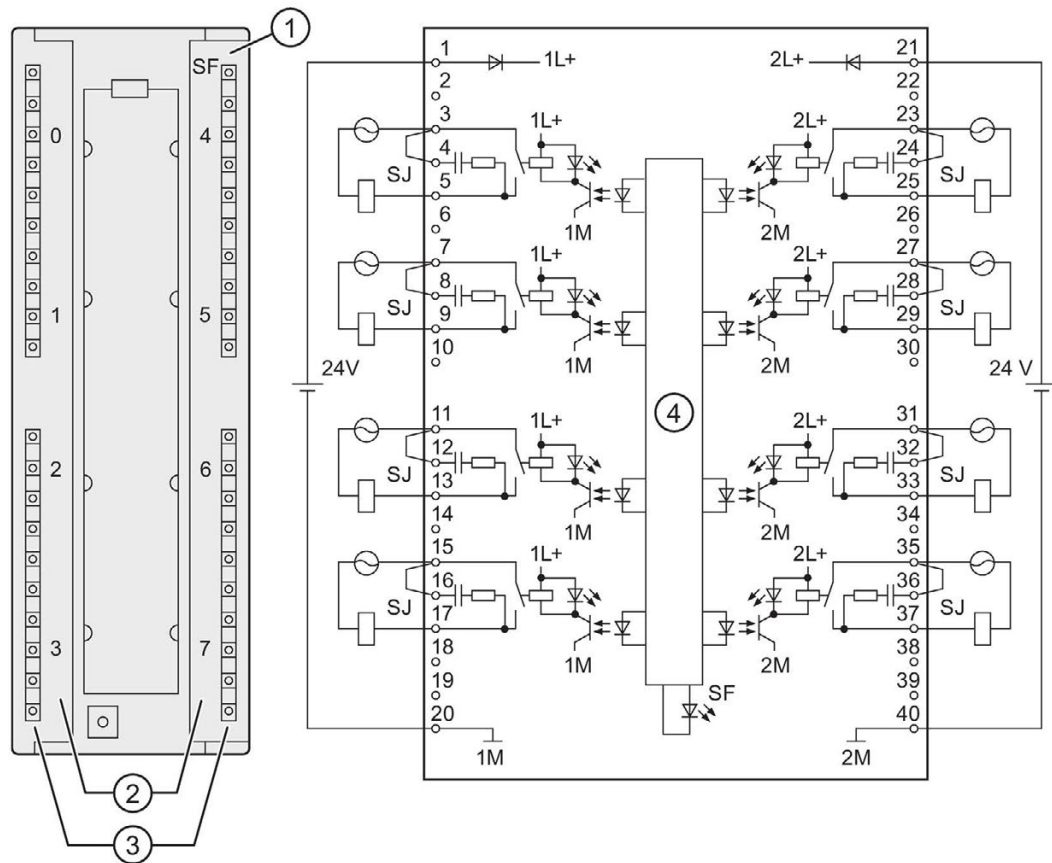 1
SF
0 4
1 5
2 6
3 7
2
3
1 1L+ 2L+ 21
2 22
3 23
1L+ 2L+
4 24
SJ SJ
5 25
6 1M 2M 26
7 27
1L+ 2L+
8 28
SJ SJ
9 29
10 1M 2M 30
24V 24 V
4
11 31
1L+ 2L+
12 32
SJ SJ
13 33
14 1M 2M 34
15 35
1L+ 2L+
16 36
SJ SJ
17 37
18 1M 2M 38
19 SF 39
20 40
1M 2M